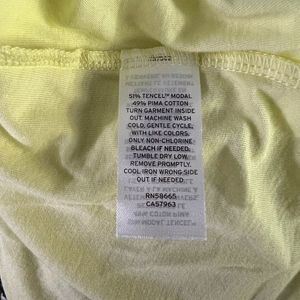 51% TENCEL™ MODAL
49% PIMA COTTON
TURN GARMENT INSIDE
OUT. MACHINE WASH
COLD, GENTLE CYCLE,
WITH LIKE COLORS.
ONLY NON-CHLORINE
BLEACH IF NEEDED.
TUMBLE DRY LOW.
REMOVE PROMPTLY.
COOL IRON WRONG SIDE
OUT IF NEEDED.
RN58665
CA57963